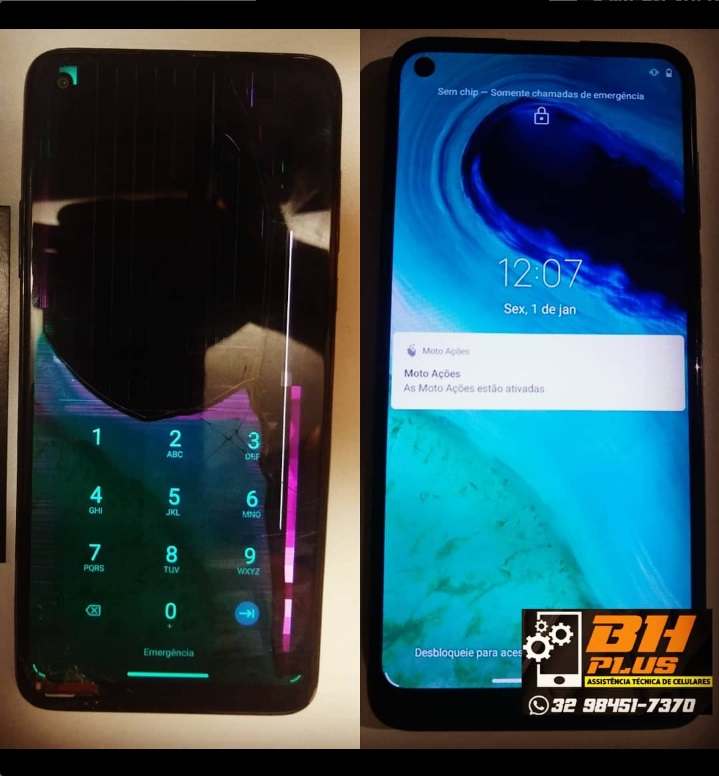 1
2
ABC
3
DEF
4
GHI
5
JKL
6
MNO
7
PQRS
8
TUV
9
WXYZ
0
+
Emergência
Sem chip — Somente chamadas de emergência
12:07
Sex, 1 de jan
Moto Ações
Moto Ações
As Moto Ações estão ativadas
Desbloqueie para aces
BH
PLUS
ASSISTÊNCIA TÉCNICA DE CELULARES
32 98451-7370